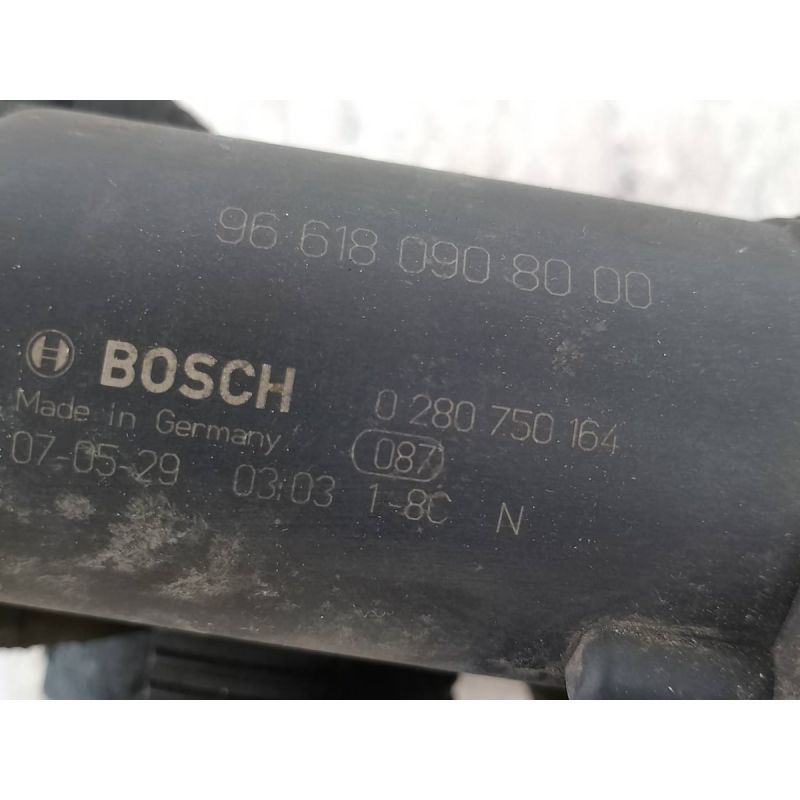 96 618 090 80 00
BOSCH 0 280 750 164
Made in Germany 087
07-05-29 03:03 1-8C N